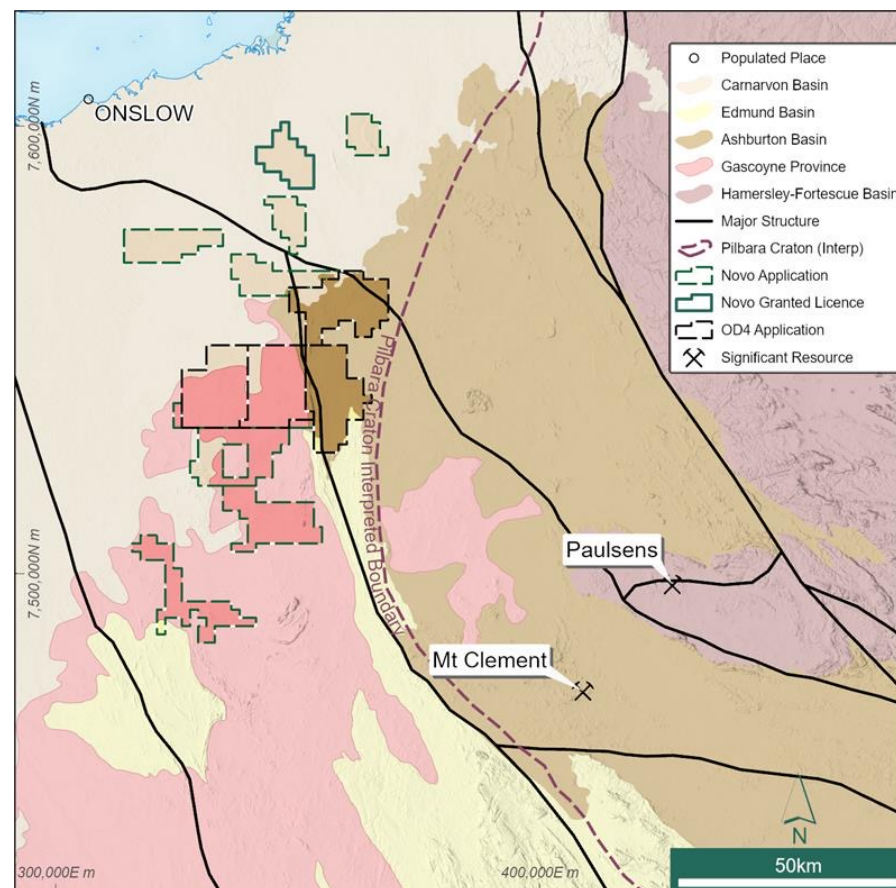 Populated Place
Carnarvon Basin
Edmund Basin
Ashburton Basin
Gascoyne Province
Hamersley-Fortescue Basin
Major Structure
Pilbara Craton (Interp)
Novo Application
Novo Granted Licence
OD4 Application
Significant Resource
ONSLOW
7,600,000N m
Pilbara Craton Interpreted Boundary
Paulsens
7,500,000N m
Mt Clement
N
300,000E m
400,000E m
50km